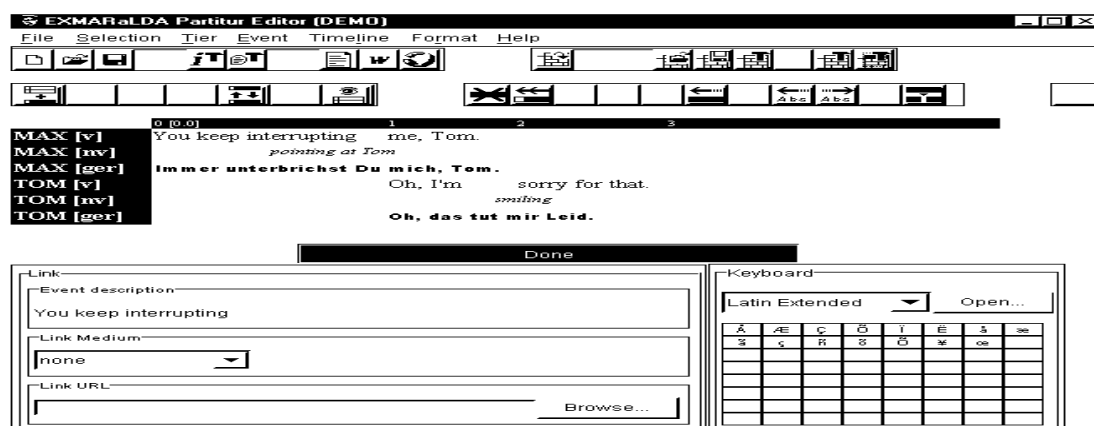 EXMARaLDA Partitur Editor (DEMO)
File Selection Tier Event Timeline Format Help
0 [0.0] 1 2 3
MAX [v] You keep interrupting me, Tom.
MAX [nv] pointing at Tom
MAX [ger] Immer unterbrichst Du mich, Tom.
TOM [v] Oh, I'm sorry for that.
TOM [nv] smiling
TOM [ger] Oh, das tut mir Leid.
Done
Link
Event description
You keep interrupting
Link Medium
none
Link URL
Browse...
Keyboard
Latin Extended Open...